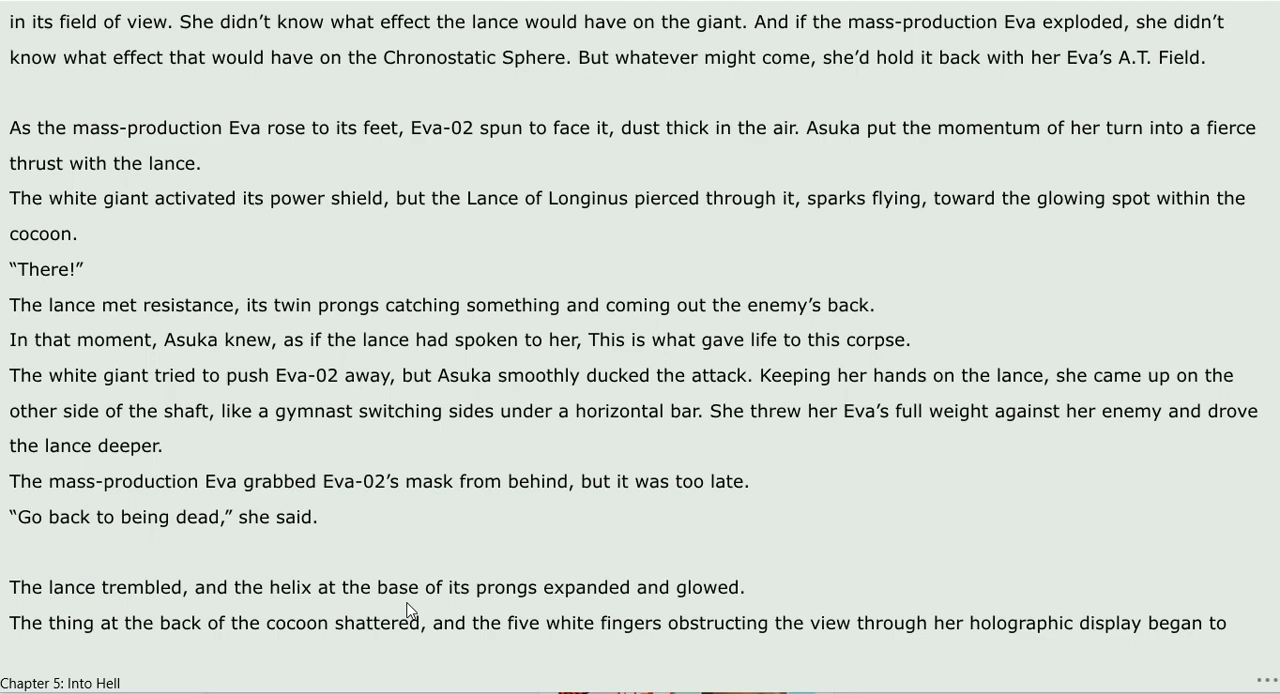 in its field of view. She didn’t know what effect the lance would have on the giant. And if the mass-production Eva exploded, she didn’t
know what effect that would have on the Chronostatic Sphere. But whatever might come, she’d hold it back with her Eva’s A.T. Field.
As the mass-production Eva rose to its feet, Eva-02 spun to face it, dust thick in the air. Asuka put the momentum of her turn into a fierce
thrust with the lance.
The white giant activated its power shield, but the Lance of Longinus pierced through it, sparks flying, toward the glowing spot within the
cocoon.
“There!”
The lance met resistance, its twin prongs catching something and coming out the enemy’s back.
In that moment, Asuka knew, as if the lance had spoken to her, This is what gave life to this corpse.
The white giant tried to push Eva-02 away, but Asuka smoothly ducked the attack. Keeping her hands on the lance, she came up on the
other side of the shaft, like a gymnast switching sides under a horizontal bar. She threw her Eva’s full weight against her enemy and drove
the lance deeper.
The mass-production Eva grabbed Eva-02’s mask from behind, but it was too late.
“Go back to being dead,” she said.
The lance trembled, and the helix at the base of its prongs expanded and glowed.
The thing at the back of the cocoon shattered, and the five white fingers obstructing the view through her holographic display began to
Chapter 5: Into Hell